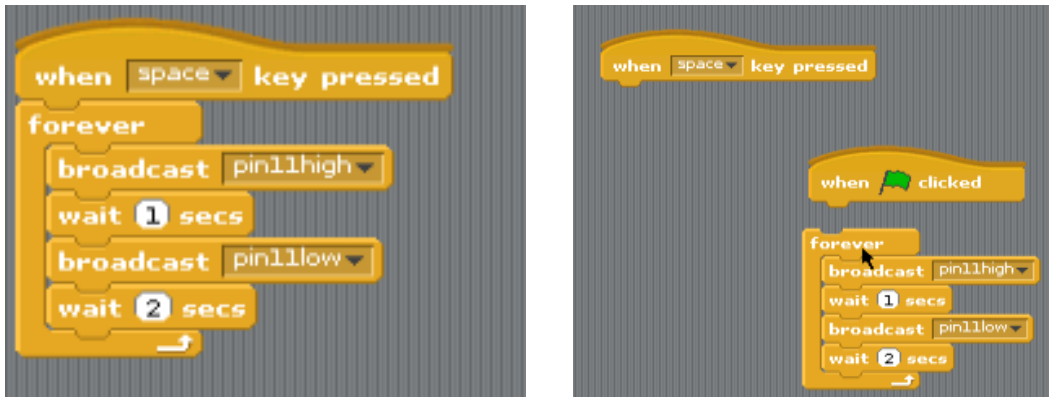 when space key pressed
forever
broadcast pin11high
wait 1 secs
broadcast pin11low
wait 2 secs
when space key pressed
when clicked
forever
broadcast pin11high
wait 1 secs
broadcast pin11low
wait 2 secs